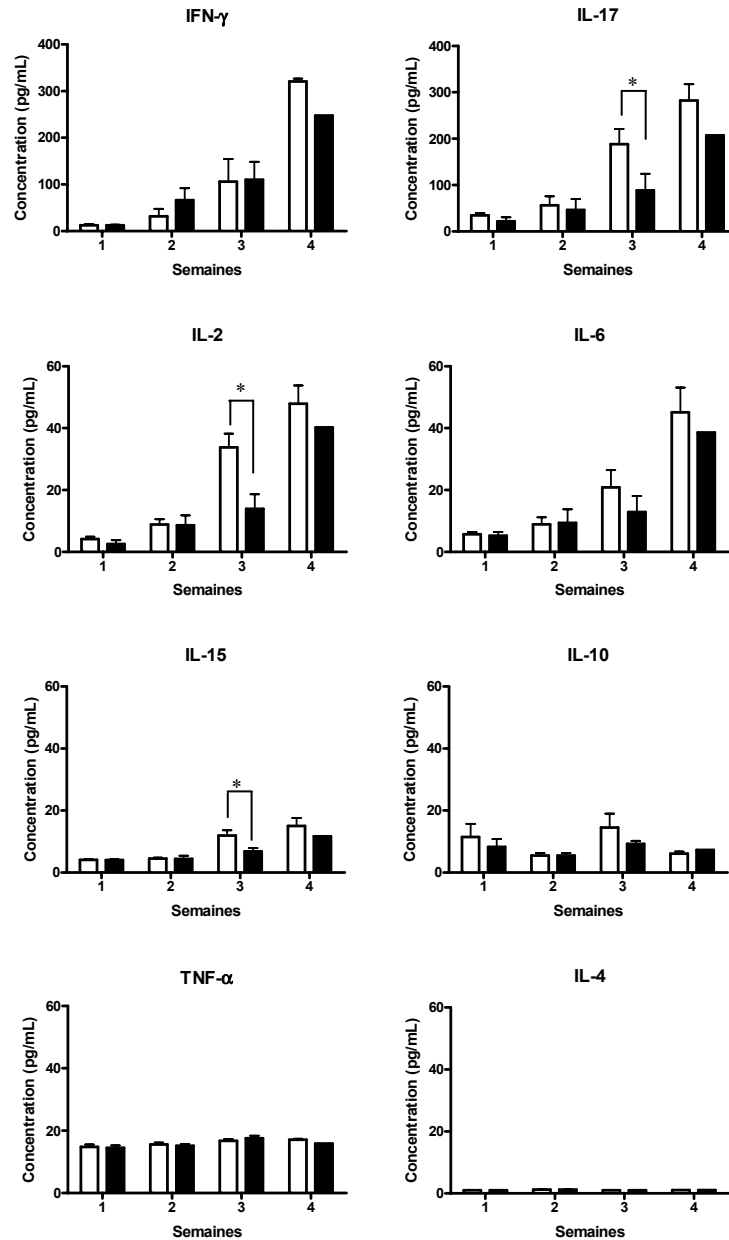 IFN-γ
Concentration (pg/mL)
400
300
200
100
0
1 2 3 4
Semaines
IL-17
Concentration (pg/mL)
400
300
200
100
0
*
1 2 3 4
Semaines
IL-2
Concentration (pg/mL)
60
40
20
0
*
1 2 3 4
Semaines
IL-6
Concentration (pg/mL)
60
40
20
0
1 2 3 4
Semaines
IL-15
Concentration (pg/mL)
60
40
20
0
*
1 2 3 4
Semaines
IL-10
Concentration (pg/mL)
60
40
20
0
1 2 3 4
Semaines
TNF-α
Concentration (pg/mL)
60
40
20
0
1 2 3 4
Semaines
IL-4
Concentration (pg/mL)
60
40
20
0
1 2 3 4
Semaines